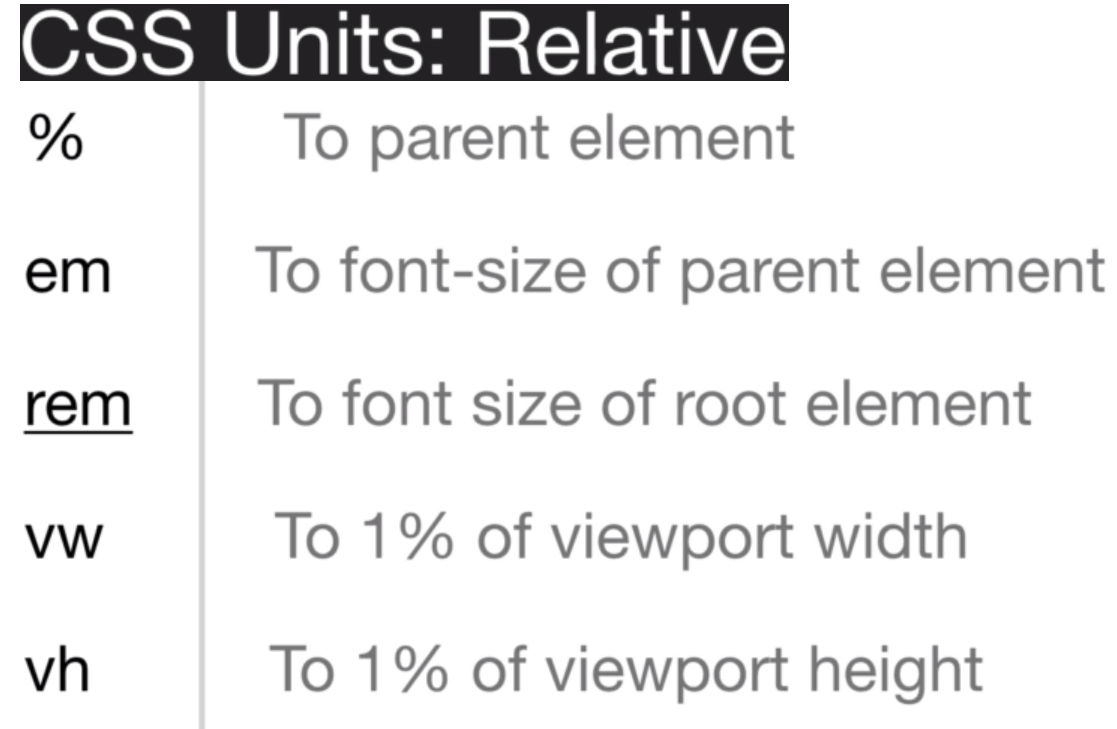 CSS Units: Relative
% To parent element
em To font-size of parent element
rem To font size of root element
vw To 1% of viewport width
vh To 1% of viewport height